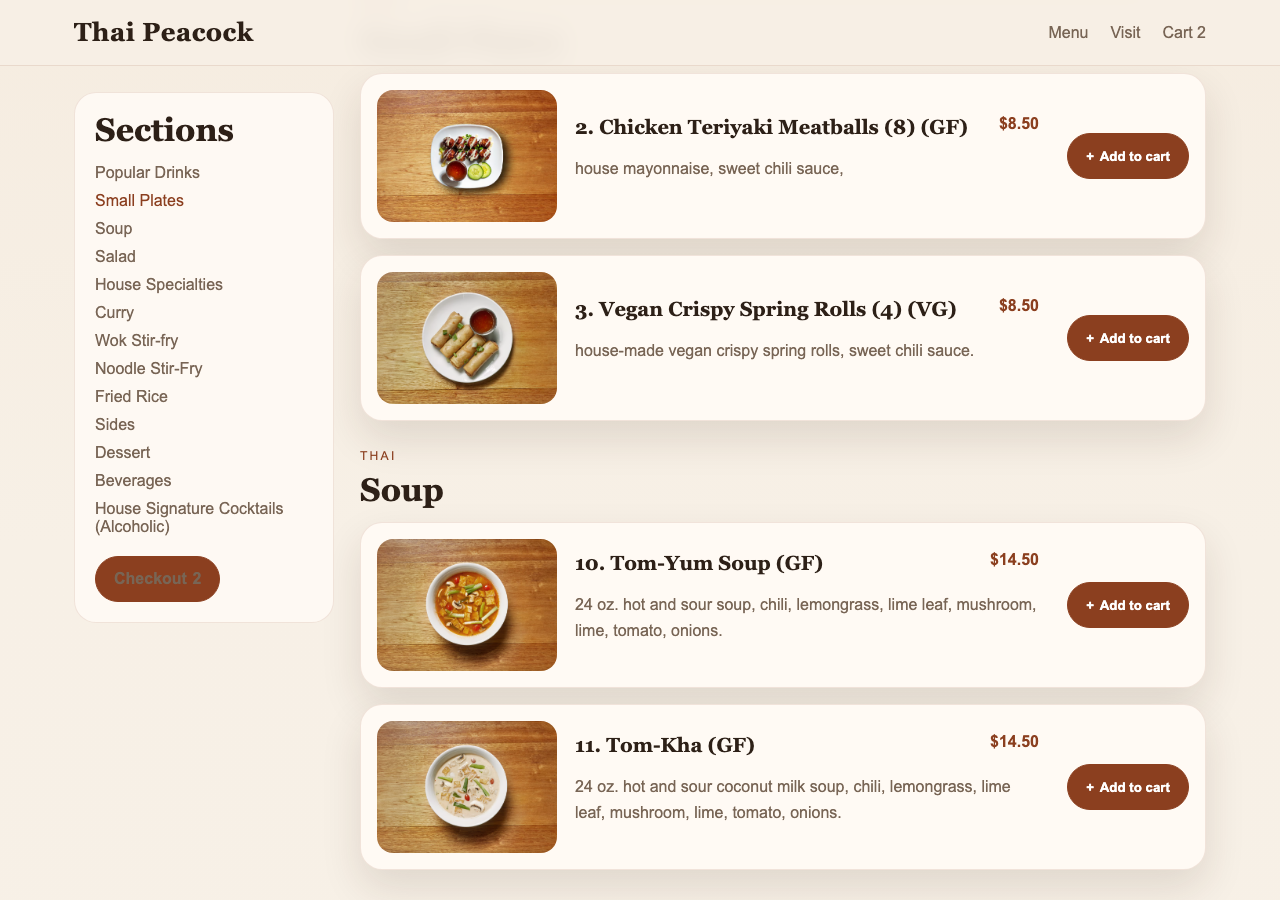 Thai Peacock
Menu
Visit
Cart 2
Sections
Popular Drinks
Small Plates
Soup
Salad
House Specialties
Curry
Wok Stir-fry
Noodle Stir-Fry
Fried Rice
Sides
Dessert
Beverages
House Signature Cocktails
(Alcoholic)
Checkout 2
2. Chicken Teriyaki Meatballs (8) (GF)
$8.50
house mayonnaise, sweet chili sauce,
+ Add to cart
3. Vegan Crispy Spring Rolls (4) (VG)
$8.50
house-made vegan crispy spring rolls, sweet chili sauce.
+ Add to cart
THAI
Soup
10. Tom-Yum Soup (GF)
$14.50
24 oz. hot and sour soup, chili, lemongrass, lime leaf, mushroom,
lime, tomato, onions.
+ Add to cart
11. Tom-Kha (GF)
$14.50
24 oz. hot and sour coconut milk soup, chili, lemongrass, lime
leaf, mushroom, lime, tomato, onions.
+ Add to cart